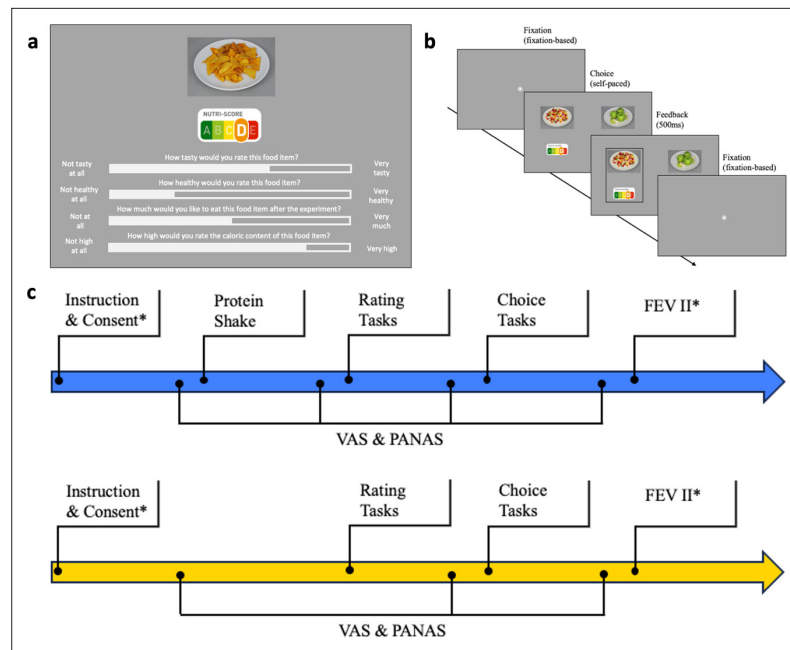 a
NUTRI-SCORE
A B C D E
How tasty would you rate this food item?
Not tasty
at all
Very
tasty
How healthy would you rate this food item?
Not healthy
at all
Very
healthy
How much would you like to eat this food item after the experiment?
Not at
all
Very
much
How high would you rate the caloric content of this food item?
Not high
at all
Very high
b
Fixation
(fixation-based)
Choice
(self-paced)
Feedback
(500ms)
Fixation
(fixation-based)
c
Instruction
& Consent*
Protein
Shake
Rating
Tasks
Choice
Tasks
FEV II*
VAS & PANAS
Instruction
& Consent*
Rating
Tasks
Choice
Tasks
FEV II*
VAS & PANAS